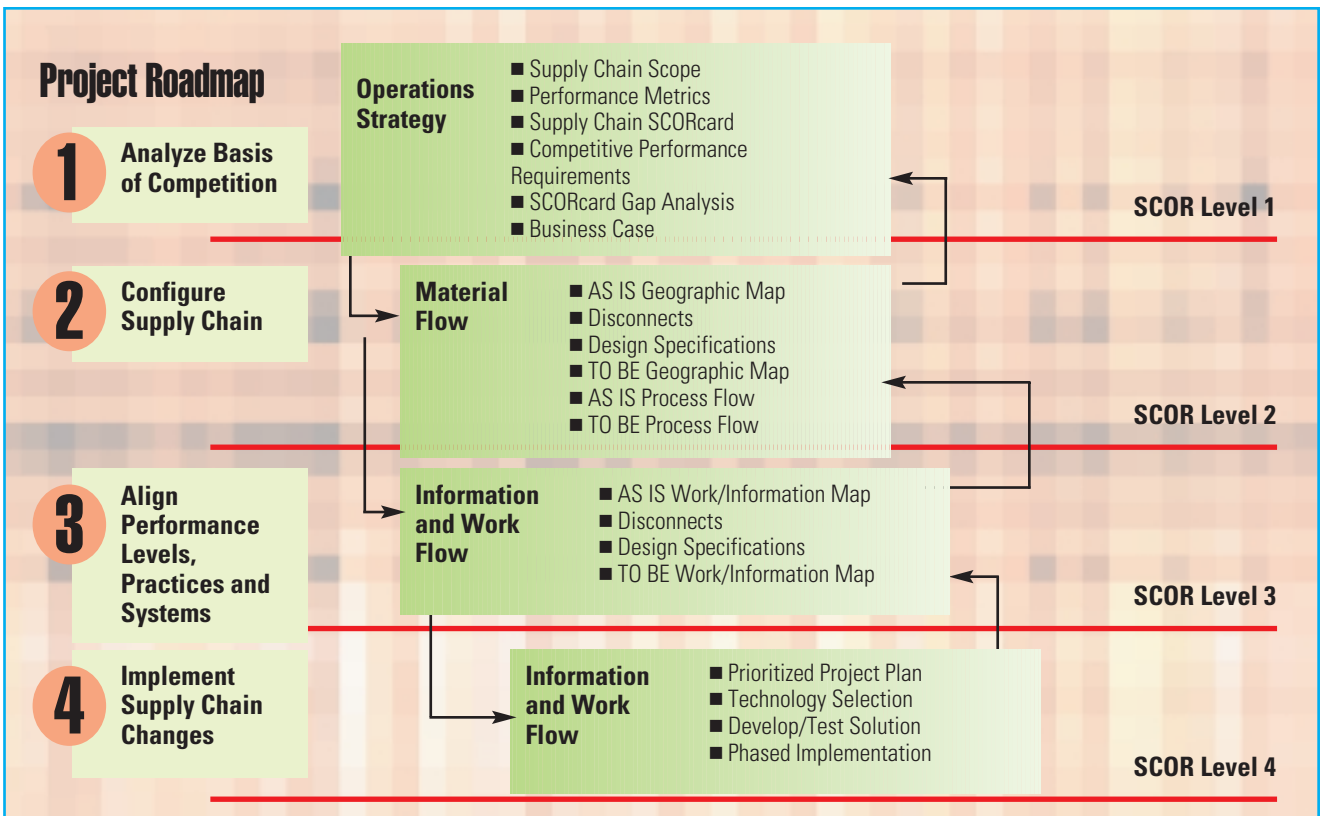 Project Roadmap
1
Analyze Basis
of Competition
Operations
Strategy
■ Supply Chain Scope
■ Performance Metrics
■ Supply Chain SCORcard
■ Competitive Performance
Requirements
■ SCORcard Gap Analysis
■ Business Case
SCOR Level 1
2
Configure
Supply Chain
Material
Flow
■ AS IS Geographic Map
■ Disconnects
■ Design Specifications
■ TO BE Geographic Map
■ AS IS Process Flow
■ TO BE Process Flow
SCOR Level 2
3
Align
Performance
Levels,
Practices and
Systems
Information
and Work
Flow
■ AS IS Work/Information Map
■ Disconnects
■ Design Specifications
■ TO BE Work/Information Map
SCOR Level 3
4
Implement
Supply Chain
Changes
Information
and Work
Flow
■ Prioritized Project Plan
■ Technology Selection
■ Develop/Test Solution
■ Phased Implementation
SCOR Level 4